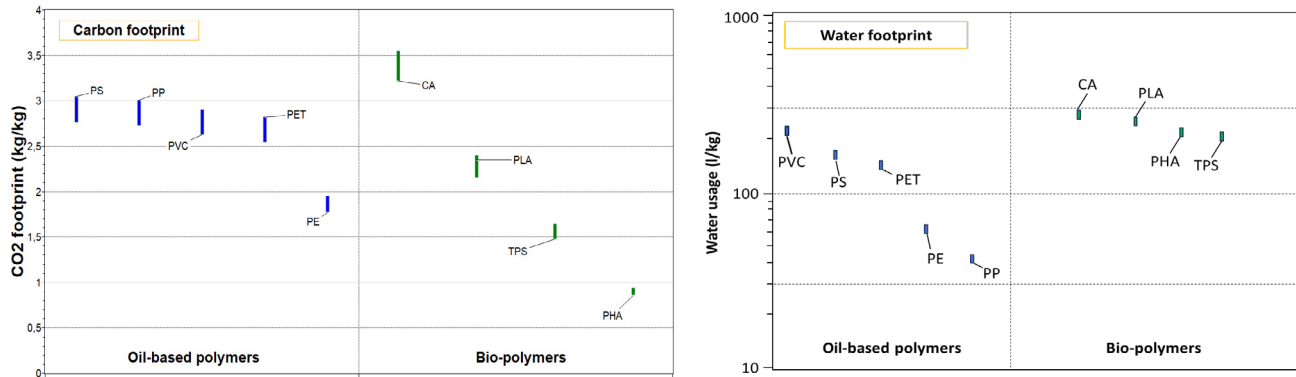 Carbon footprint
CO2 footprint (kg/kg)
4
3,5
3
2,5
2
1,5
1
0,5
0
PS
PP
PVC
PET
PE
CA
PLA
TPS
PHA
Oil-based polymers
Bio-polymers
Water footprint
Water usage (l/kg)
1000
300
100
30
10
PVC
PS
PET
PE
PP
CA
PLA
PHA
TPS
Oil-based polymers
Bio-polymers